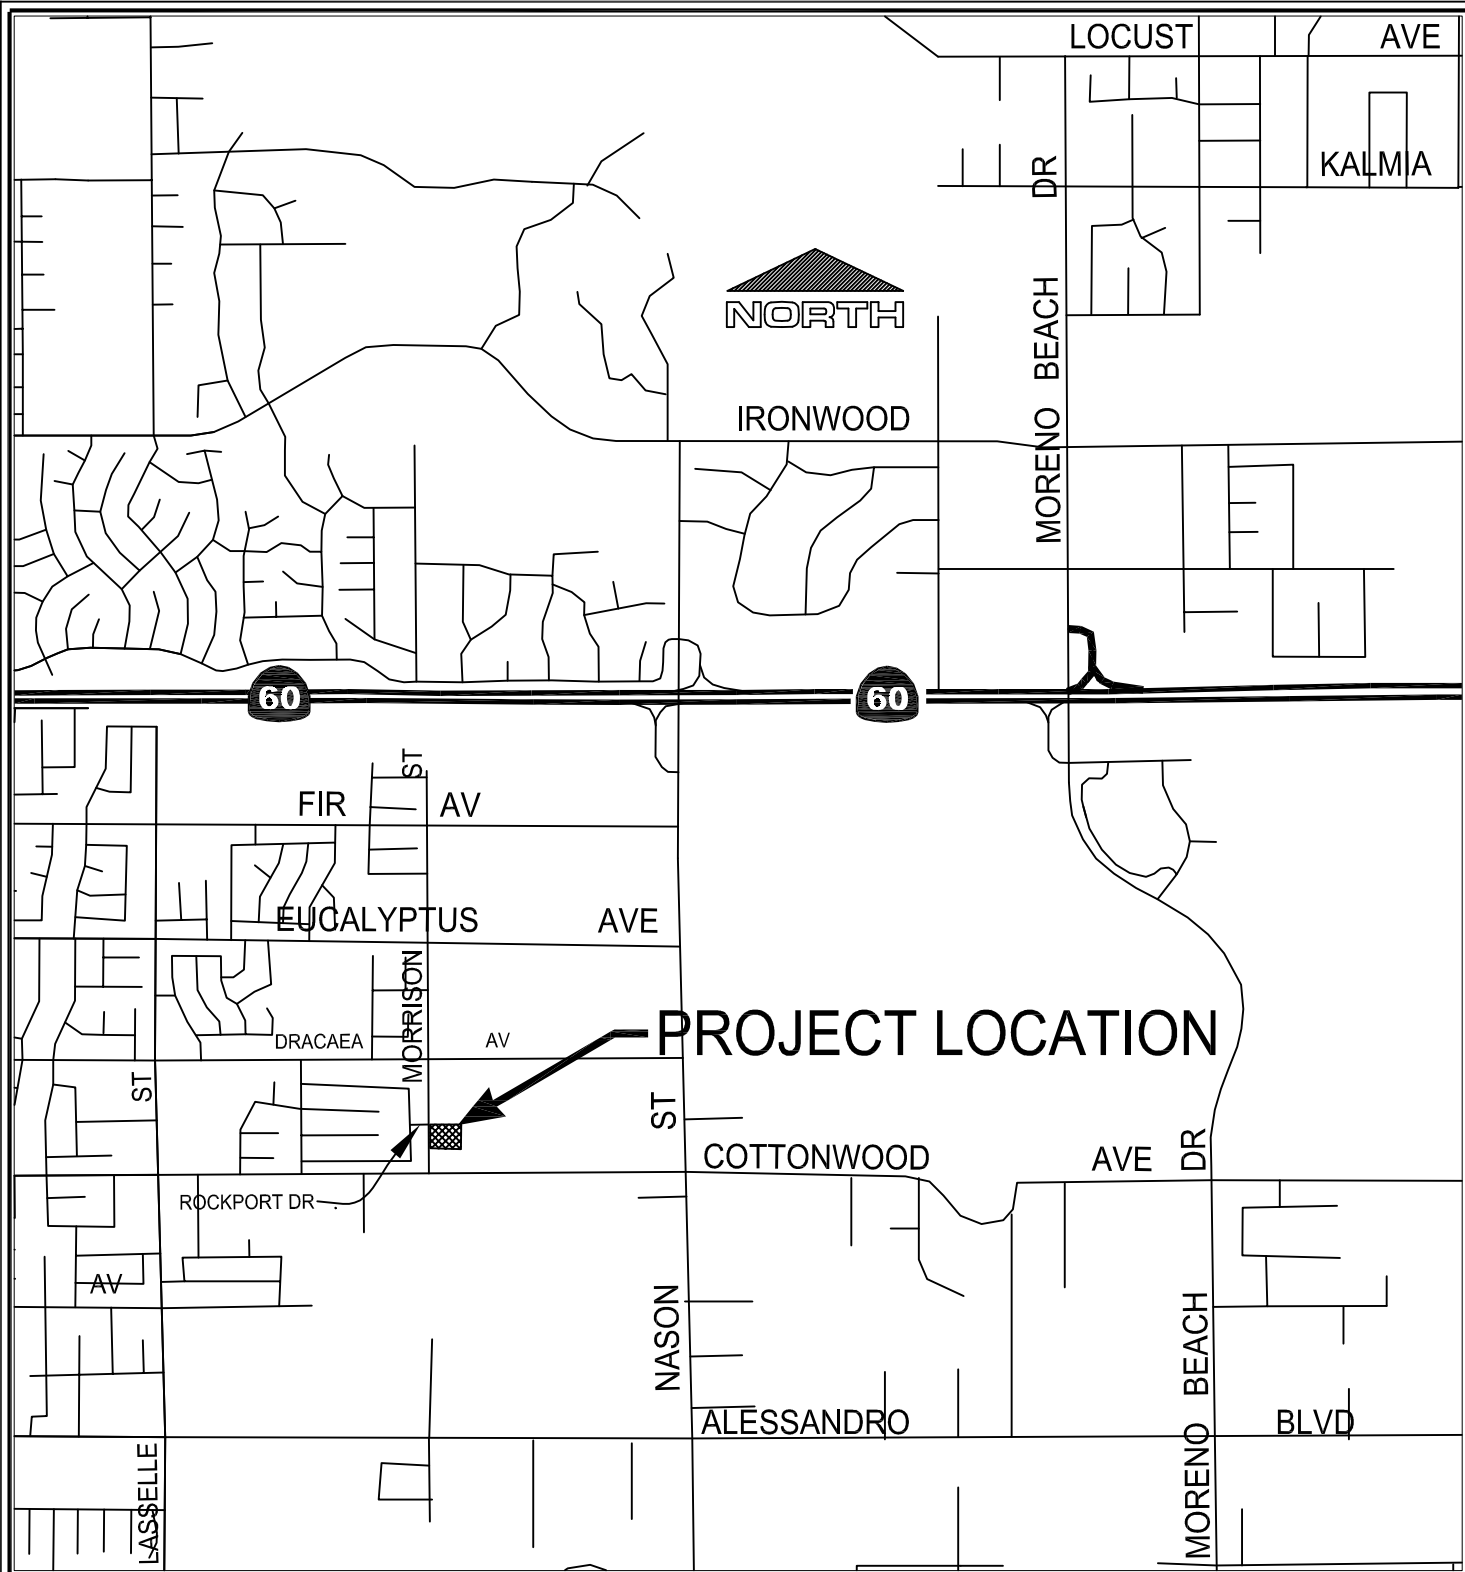 LOCUST AVE
KALMIA
MORENO BEACH DR
NORTH
IRONWOOD
60
60
ST
FIR AV
EUCALYPTUS AVE
MORRISON
PROJECT LOCATION
DRACAEA AV
ST
ST
COTTONWOOD AVE
DR
ROCKPORT DR
AV
NASON
MORENO BEACH
ALESSANDRO BLVD
LASSELLE